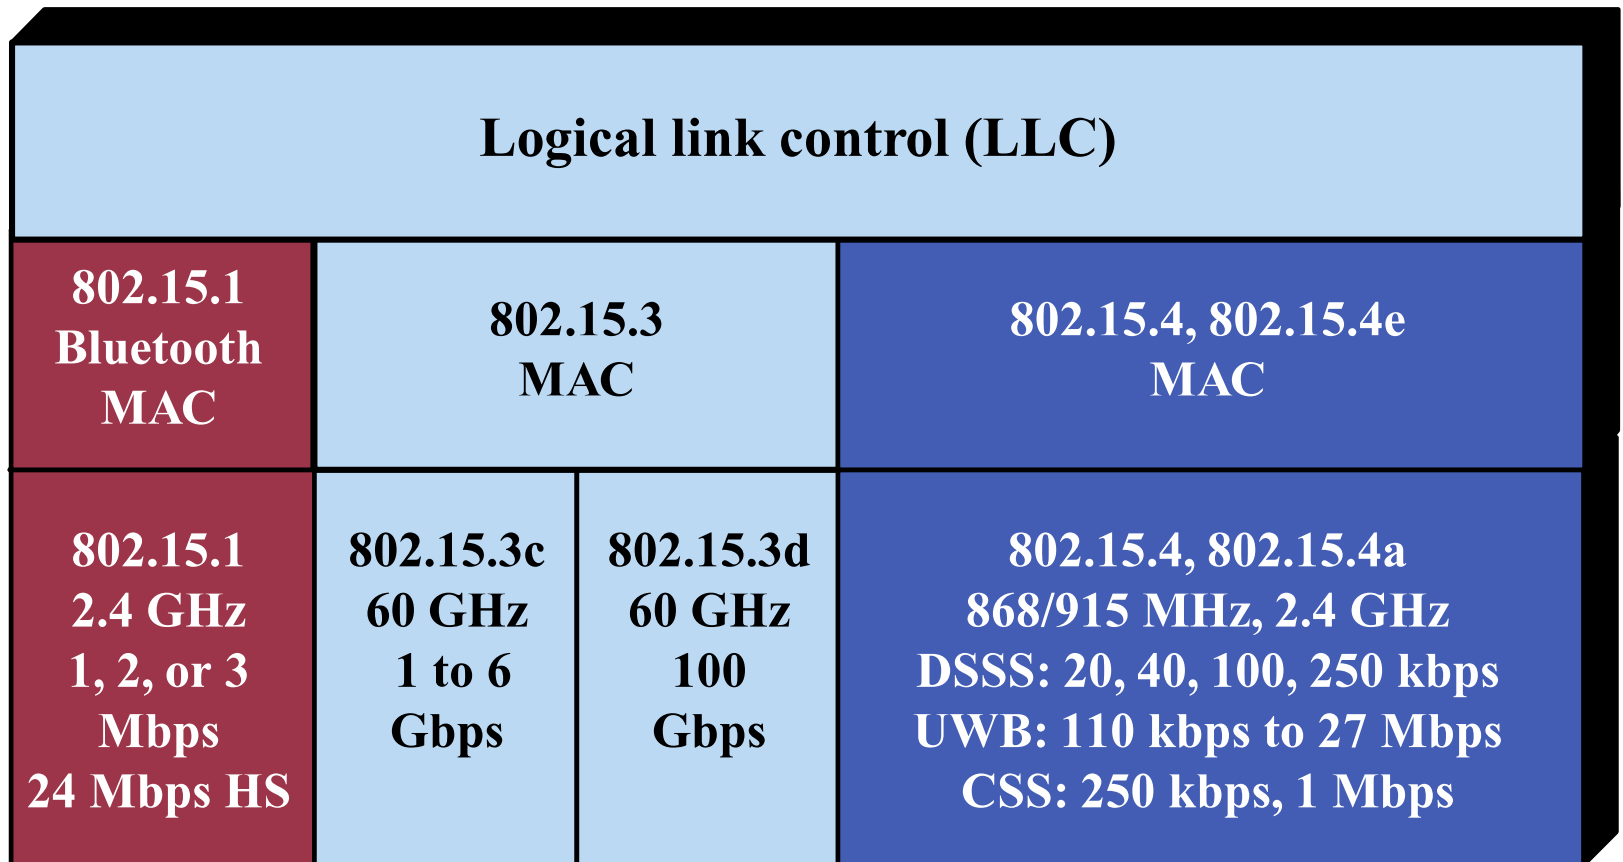 Logical link control (LLC)
802.15.1
Bluetooth
MAC
802.15.3
MAC
802.15.4, 802.15.4e
MAC
802.15.1
2.4 GHz
1, 2, or 3
Mbps
24 Mbps HS
802.15.3c
60 GHz
1 to 6
Gbps
802.15.3d
60 GHz
100
Gbps
802.15.4, 802.15.4a
868/915 MHz, 2.4 GHz
DSSS: 20, 40, 100, 250 kbps
UWB: 110 kbps to 27 Mbps
CSS: 250 kbps, 1 Mbps